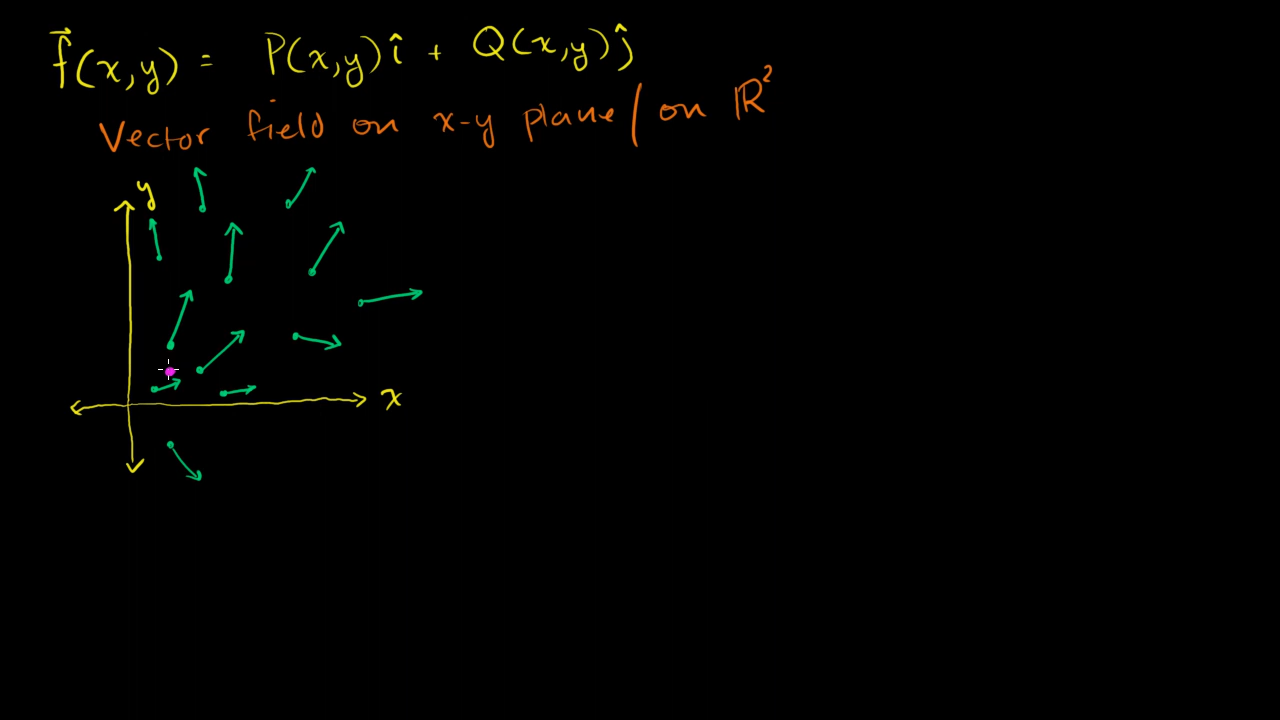 f⃗(x,y) = P(x,y)î + Q(x,y)ĵ
Vector field on x-y plane / on ℝ²
y
x